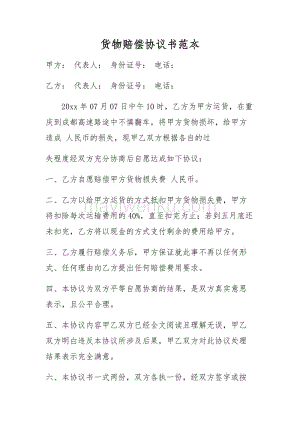 货物赔偿协议书范本
甲方： 代表人： 身份证号： 电话：
乙方： 代表人： 身份证号： 电话：
20xx年07月07日中午10时，乙方为甲方运货，在重
庆到成都高速路途中不慎翻车，将甲方货物损坏，给甲方
造成 人民币的损失，现甲乙双方根据各自的过
失程度经双方充分协商后自愿达成如下协议：
一、乙方自愿赔偿甲方货物损失费 人民币。
二、乙方以给甲方运货的方式抵扣甲方货物损失费，甲方
将扣除每次运输费用的40%，直至扣完为止；若到五月底还
未扣完，乙方将以现金的方式支付剩余的费用给甲方。
三、乙方履行赔偿义务后，甲方保证就此事不再以任何形
式、任何理由向乙方提出任何赔偿费用要求。
四、本协议为双方平等自愿协商的结果，是双方真实意思
表示，且公平合理。
五、本协议内容甲乙双方已经全文阅读且理解无误，甲乙
双方明白违反本协议所涉及后果，甲乙双方对此协议处理
结果表示完全满意。
六、本协议书一式两份，双方各执一份，经双方签字或按